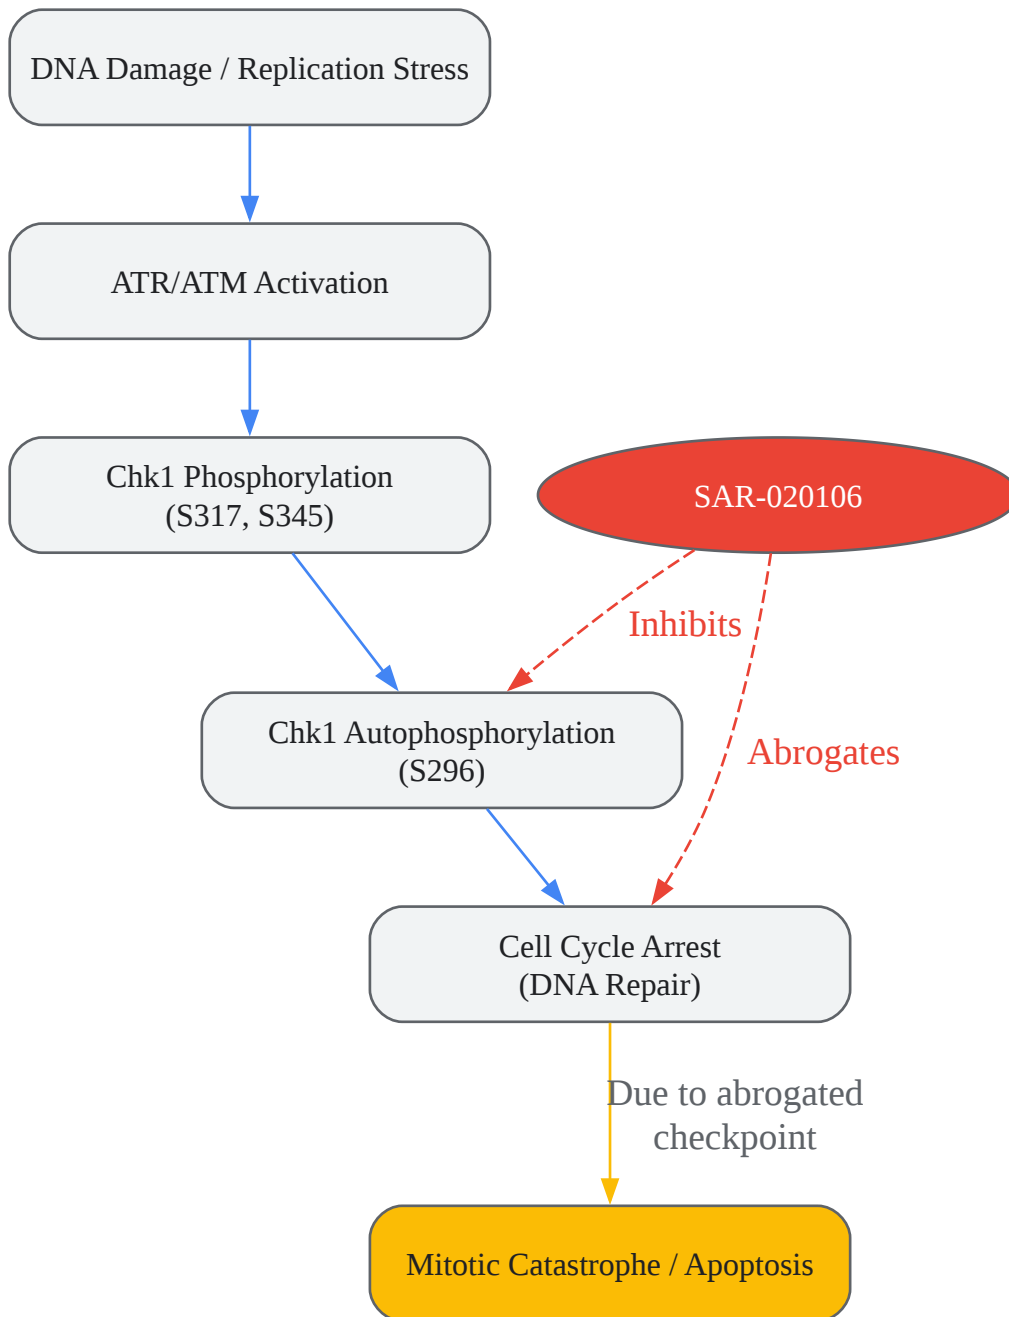 DNA Damage / Replication Stress
ATR/ATM Activation
Chk1 Phosphorylation
(S317, S345)
SAR-020106
Inhibits
Chk1 Autophosphorylation
(S296)
Abrogates
Cell Cycle Arrest
(DNA Repair)
Due to abrogated
checkpoint
Mitotic Catastrophe / Apoptosis